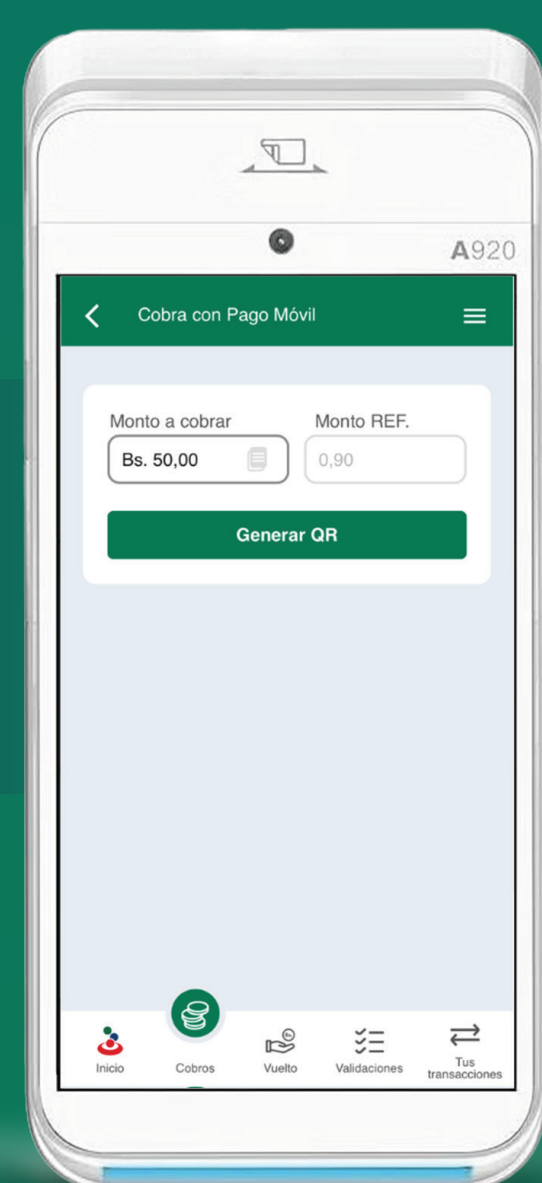 A920
Cobra con Pago Móvil
Monto a cobrar
Monto REF.
Bs. 50,00
0,90
Generar QR
Inicio
Cobros
Vuelto
Validaciones
Tus
transacciones